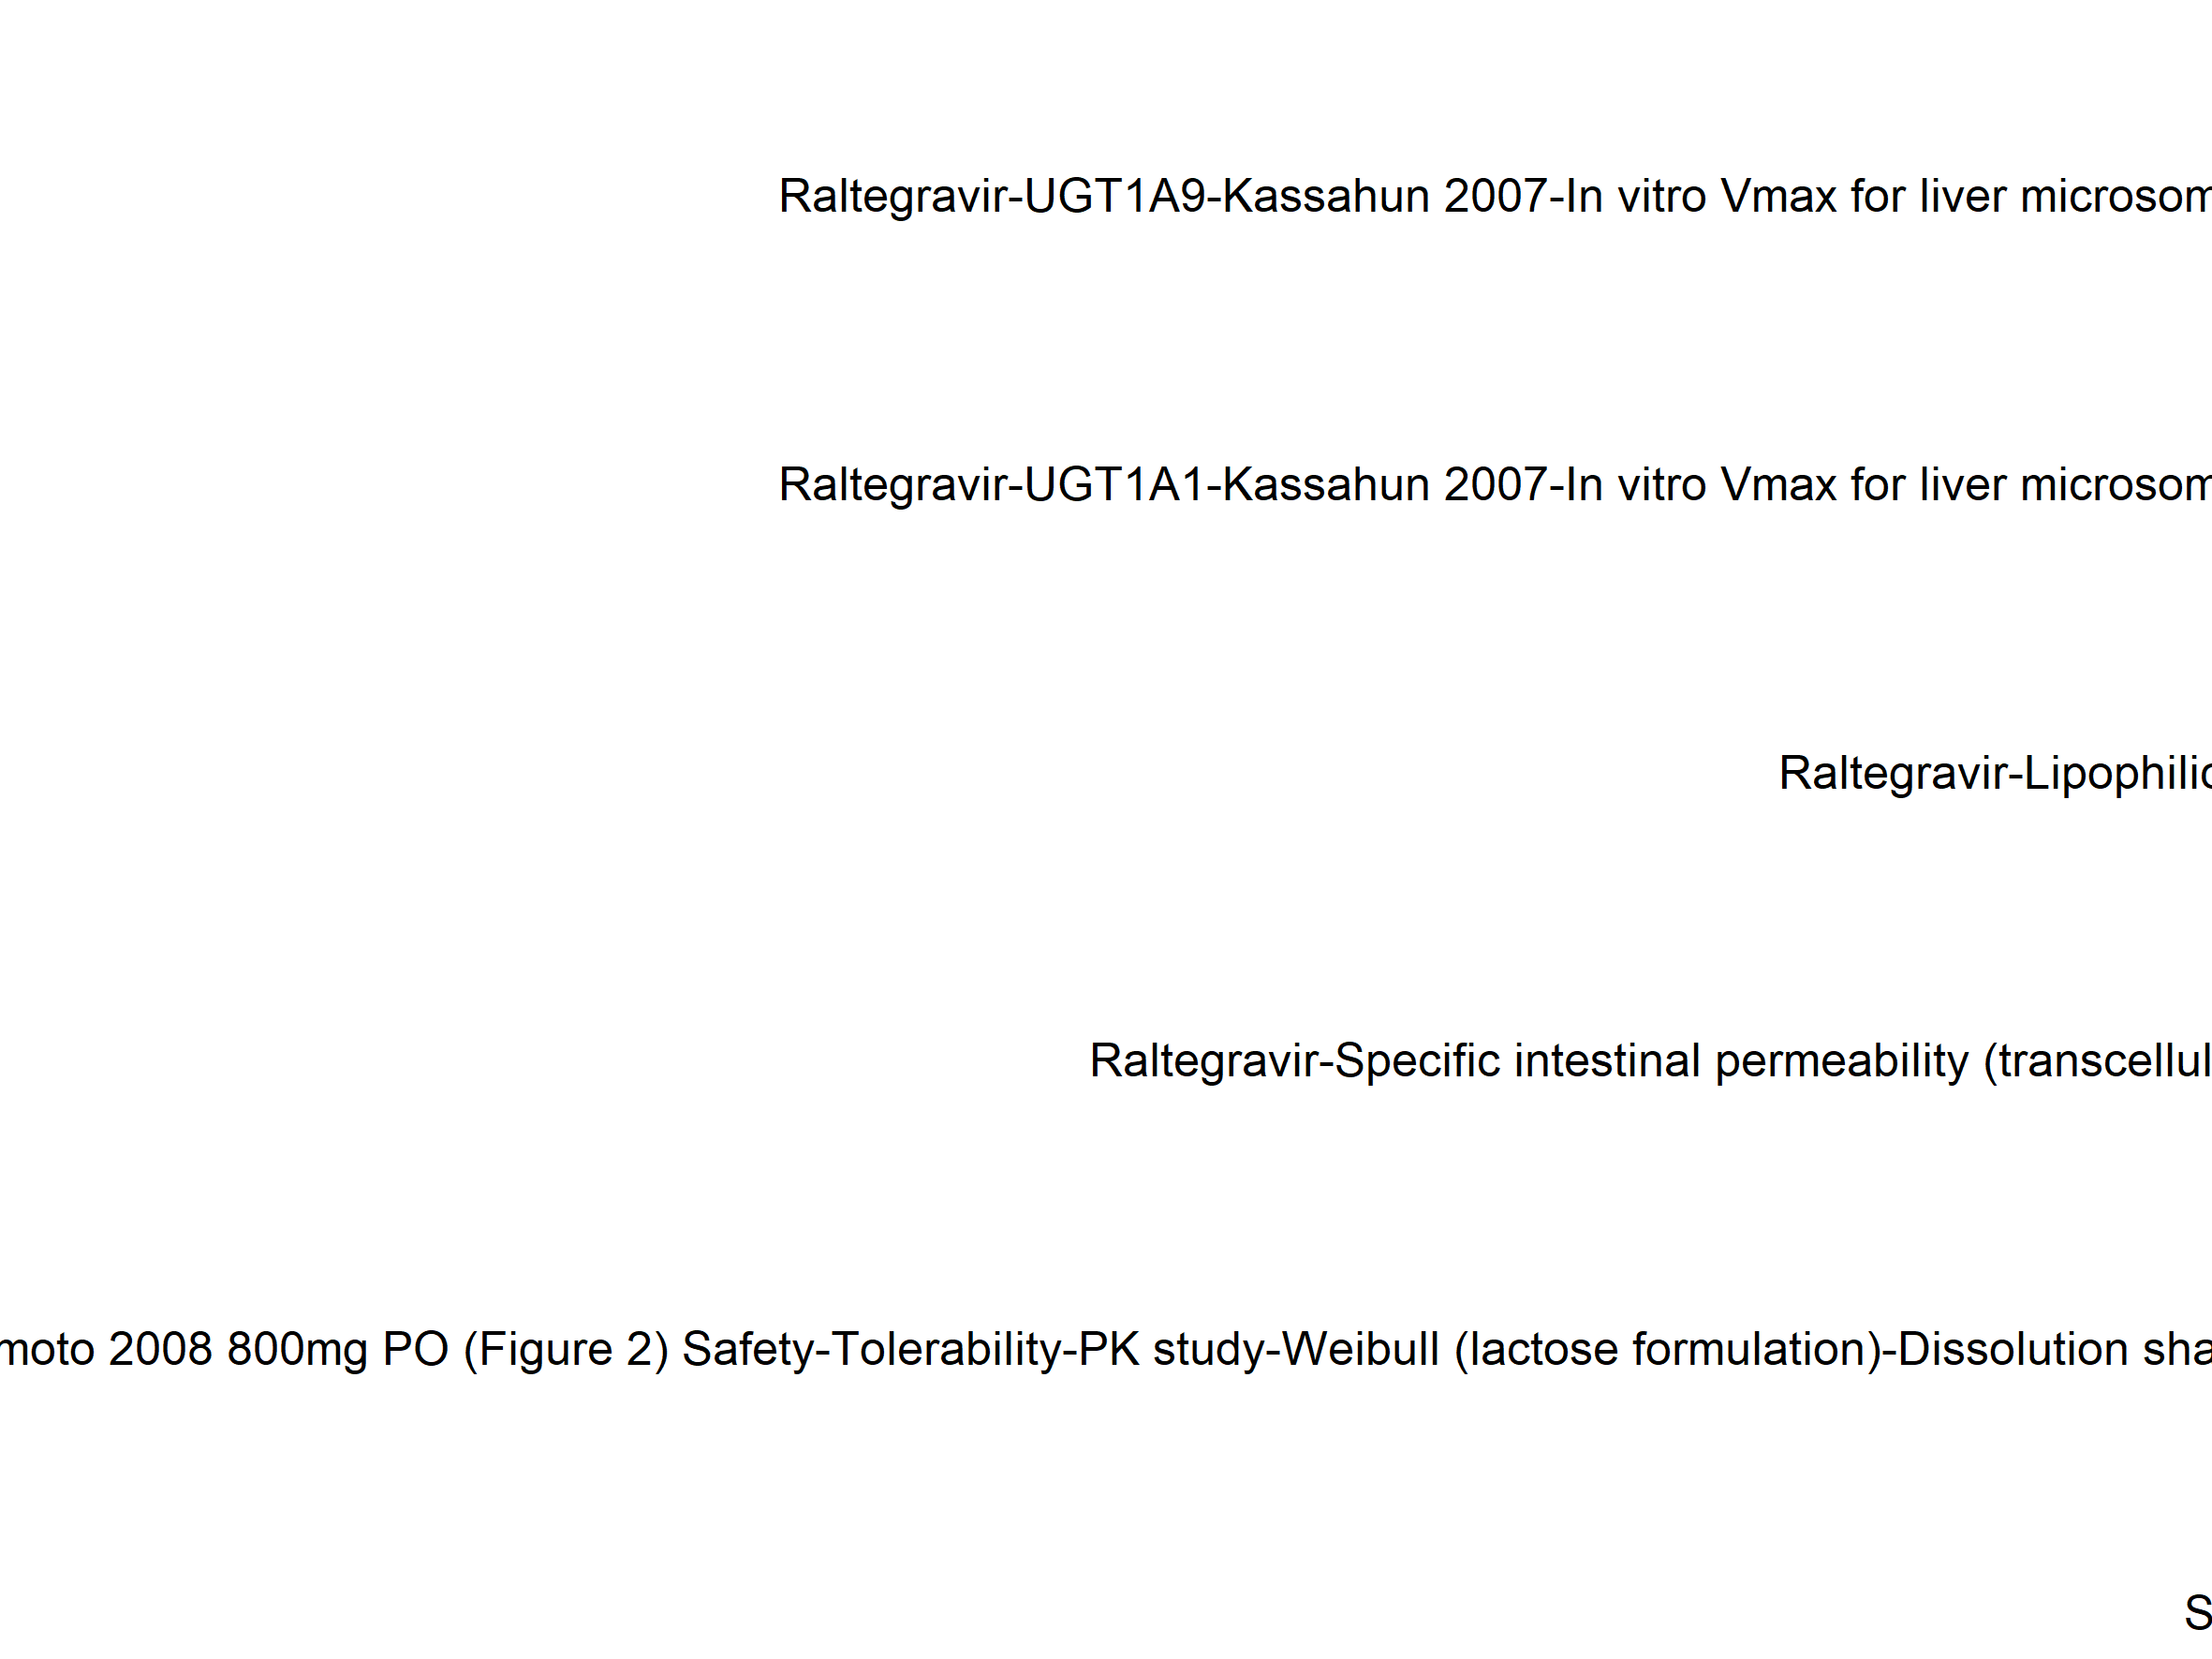 Raltegravir-UGT1A9-Kassahun 2007-In vitro Vmax for liver microsom
Raltegravir-UGT1A1-Kassahun 2007-In vitro Vmax for liver microsom
Raltegravir-Lipophilic
Raltegravir-Specific intestinal permeability (transcellul
moto 2008 800mg PO (Figure 2) Safety-Tolerability-PK study-Weibull (lactose formulation)-Dissolution sha
S